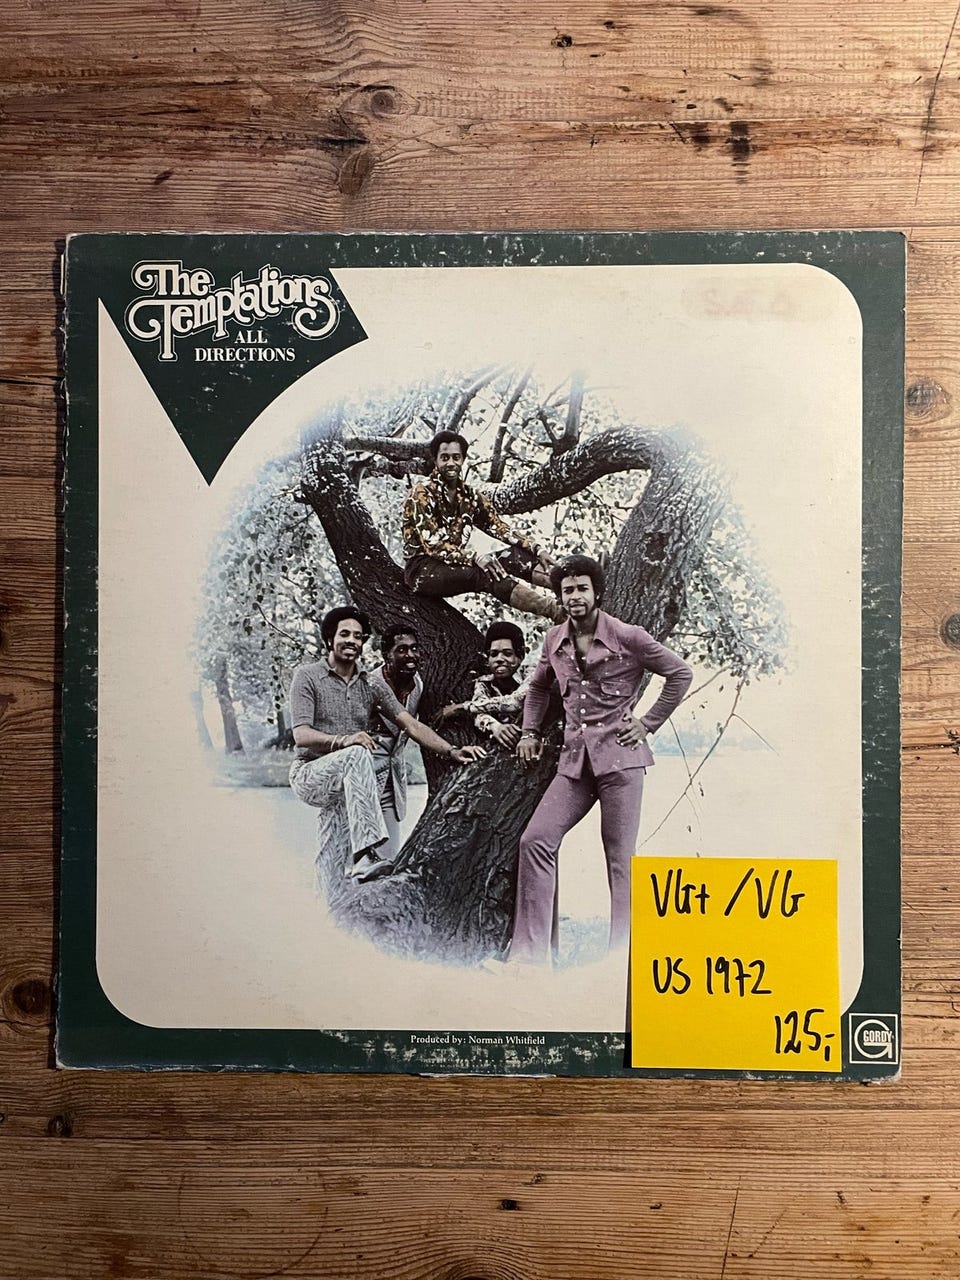 The
Temptations
ALL
DIRECTIONS
VG+ / VG
US 1972
125,-
Produced by: Norman Whitfield
GORDY